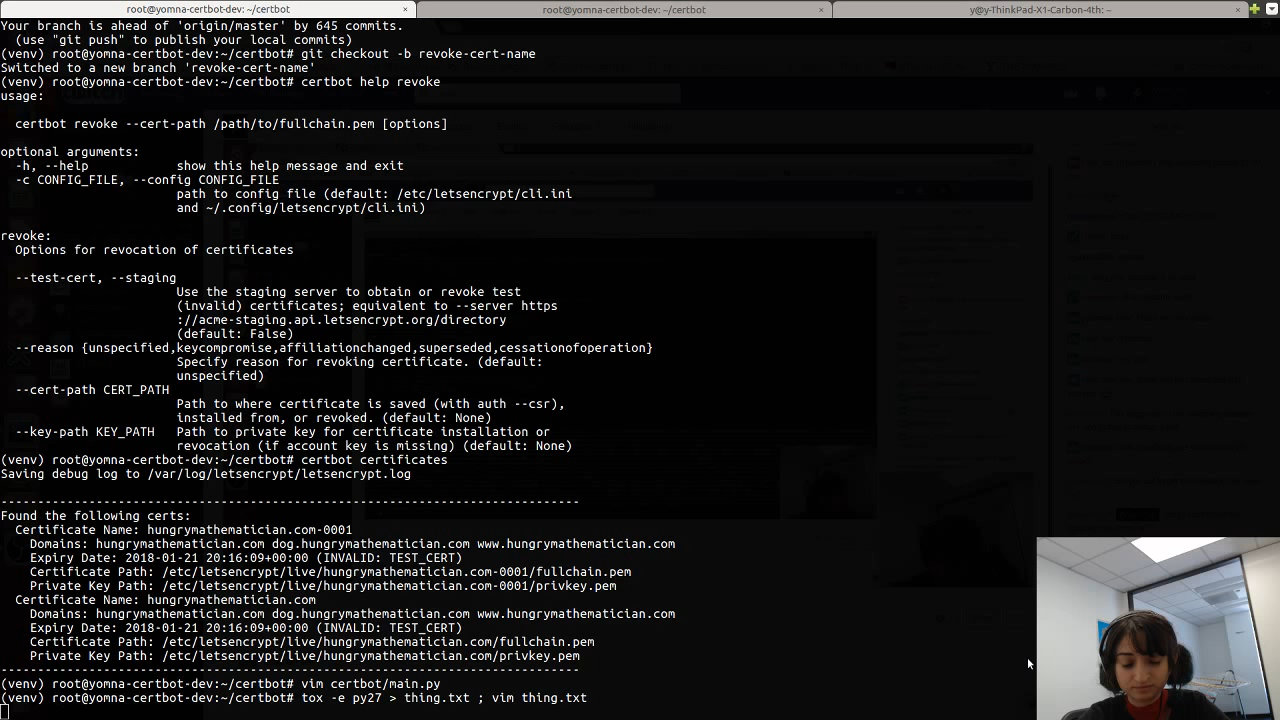 root@yomna-certbot-dev: ~/certbot
root@yomna-certbot-dev: ~/certbot
y@y-ThinkPad-X1-Carbon-4th: ~
Your branch is ahead of 'origin/master' by 645 commits.
(use "git push" to publish your local commits)
(venv) root@yomna-certbot-dev:~/certbot# git checkout -b revoke-cert-name
Switched to a new branch 'revoke-cert-name'
(venv) root@yomna-certbot-dev:~/certbot# certbot help revoke
usage:
certbot revoke --cert-path /path/to/fullchain.pem [options]
optional arguments:
-h, --help show this help message and exit
-c CONFIG_FILE, --config CONFIG_FILE
path to config file (default: /etc/letsencrypt/cli.ini
and ~/.config/letsencrypt/cli.ini)
revoke:
Options for revocation of certificates
--test-cert, --staging
Use the staging server to obtain or revoke test
(invalid) certificates; equivalent to --server https
://acme-staging.api.letsencrypt.org/directory
(default: False)
--reason {unspecified,keycompromise,affiliationchanged,superseded,cessationofoperation}
Specify reason for revoking certificate. (default:
unspecified)
--cert-path CERT_PATH
Path to where certificate is saved (with auth --csr),
installed from, or revoked. (default: None)
--key-path KEY_PATH Path to private key for certificate installation or
revocation (if account key is missing) (default: None)
(venv) root@yomna-certbot-dev:~/certbot# certbot certificates
Saving debug log to /var/log/letsencrypt/letsencrypt.log
-------------------------------------------------------------------------------
Found the following certs:
Certificate Name: hungrymathematician.com-0001
Domains: hungrymathematician.com dog.hungrymathematician.com www.hungrymathematician.com
Expiry Date: 2018-01-21 20:16:09+00:00 (INVALID: TEST_CERT)
Certificate Path: /etc/letsencrypt/live/hungrymathematician.com-0001/fullchain.pem
Private Key Path: /etc/letsencrypt/live/hungrymathematician.com-0001/privkey.pem
Certificate Name: hungrymathematician.com
Domains: hungrymathematician.com dog.hungrymathematician.com www.hungrymathematician.com
Expiry Date: 2018-01-21 20:16:09+00:00 (INVALID: TEST_CERT)
Certificate Path: /etc/letsencrypt/live/hungrymathematician.com/fullchain.pem
Private Key Path: /etc/letsencrypt/live/hungrymathematician.com/privkey.pem
-------------------------------------------------------------------------------
(venv) root@yomna-certbot-dev:~/certbot# vim certbot/main.py
(venv) root@yomna-certbot-dev:~/certbot# tox -e py27 > thing.txt ; vim thing.txt